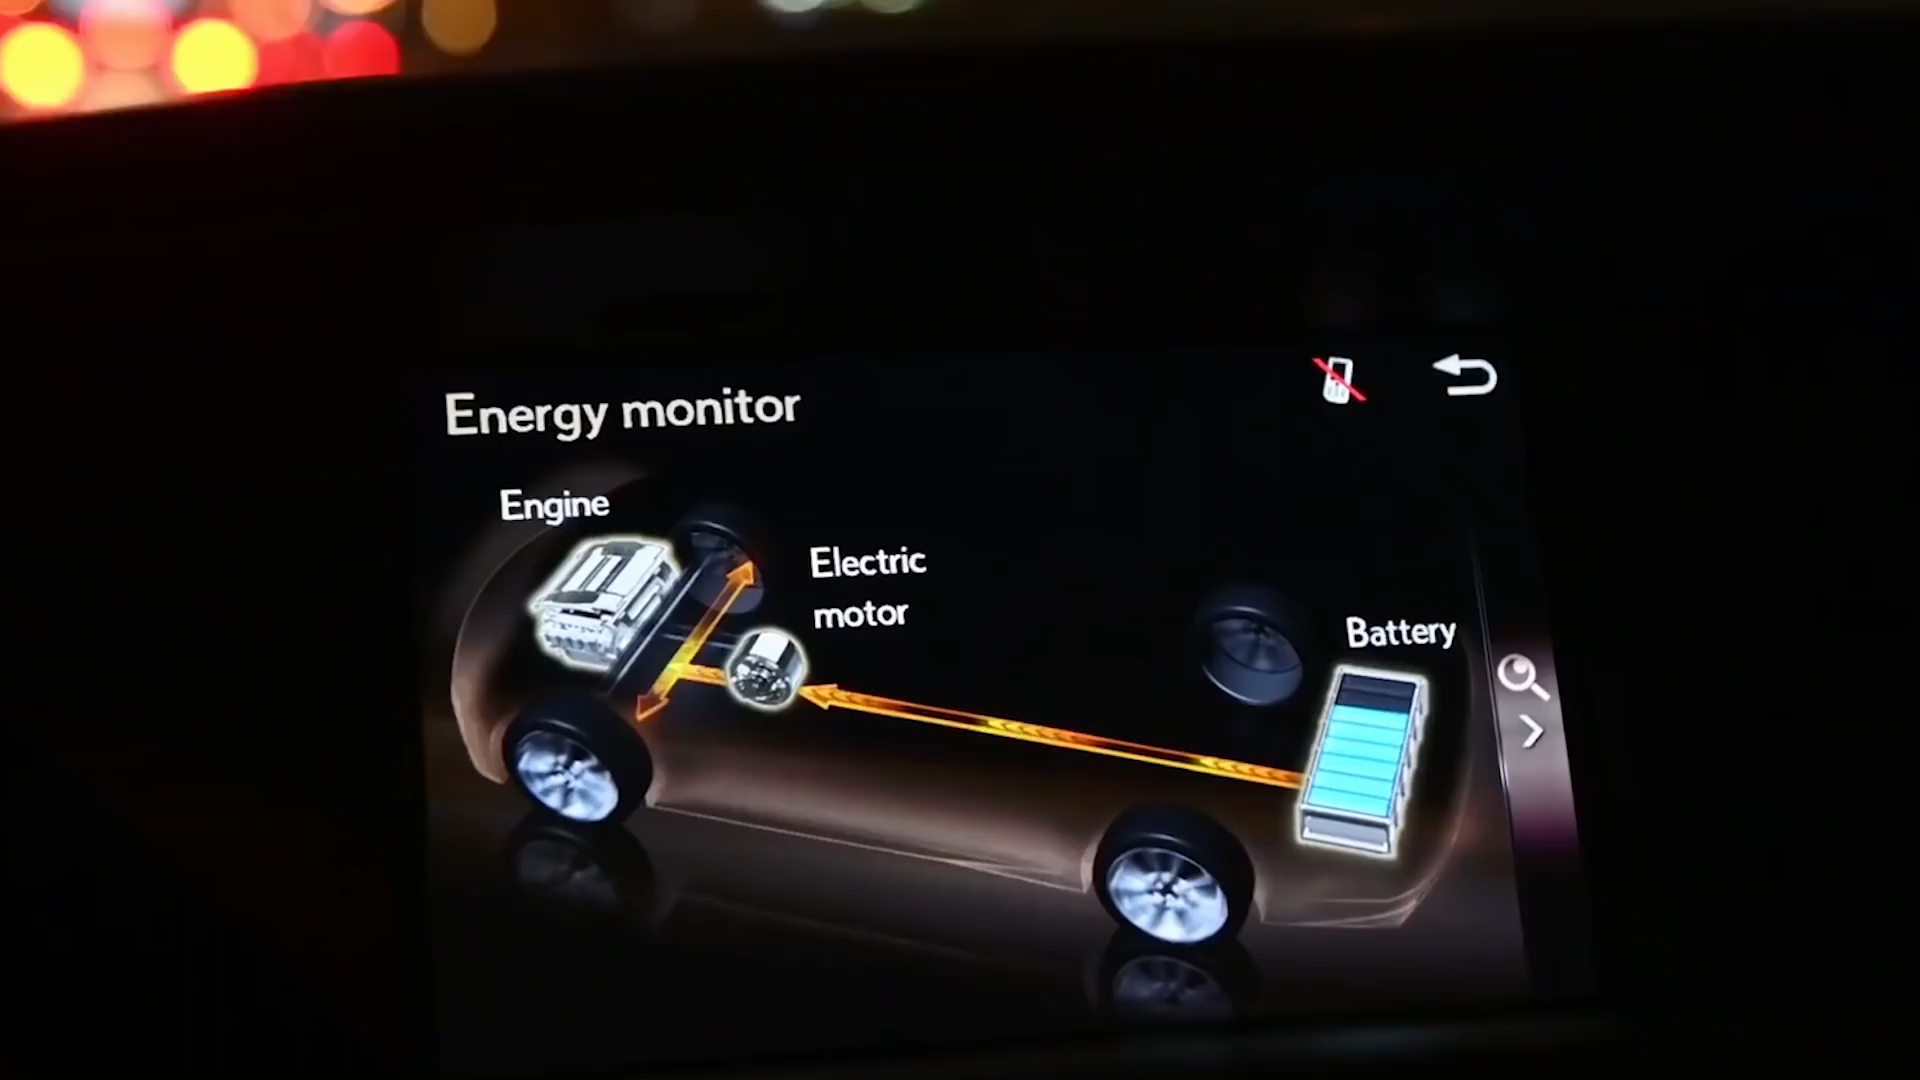 Energy monitor
Engine
Electric
motor
Battery